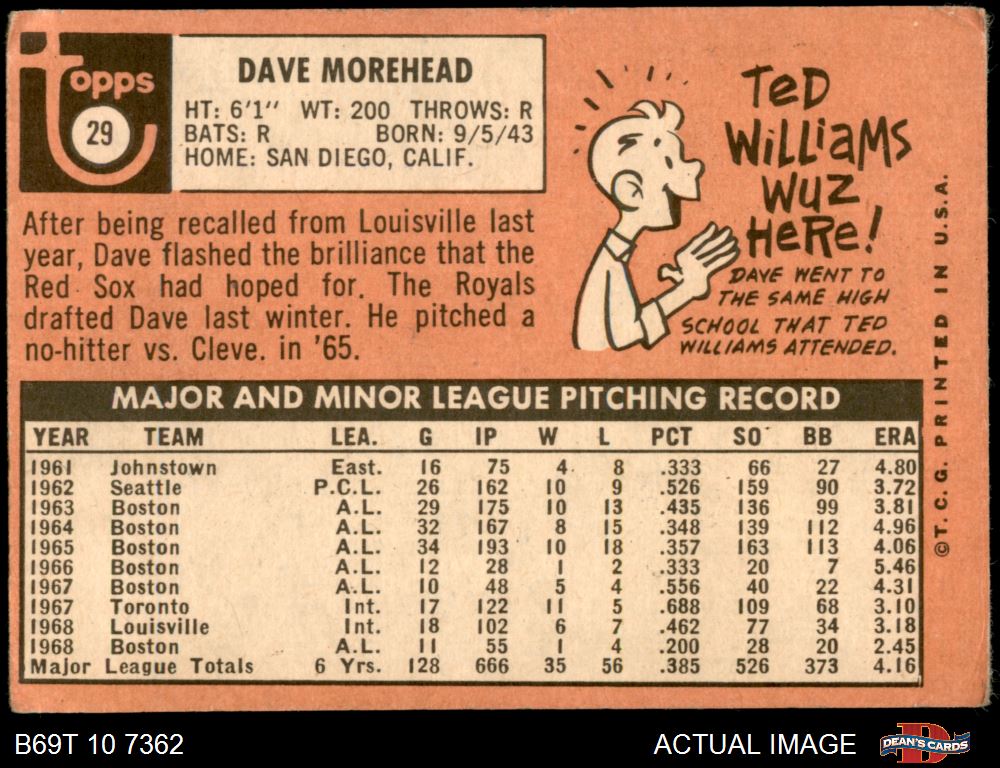 Topps
29
DAVE MOREHEAD
HT: 6'1" WT: 200 THROWS: R
BATS: R BORN: 9/5/43
HOME: SAN DIEGO, CALIF.
After being recalled from Louisville last
year, Dave flashed the brilliance that the
Red Sox had hoped for. The Royals
drafted Dave last winter. He pitched a
no-hitter vs. Cleve. in '65.
TeD
WiLLiaMS
WUZ
HeRe!
DAVE WENT TO
THE SAME HIGH
SCHOOL THAT TED
WILLIAMS ATTENDED.
MAJOR AND MINOR LEAGUE PITCHING RECORD
YEAR TEAM LEA. G IP W L PCT SO BB ERA
1961 Johnstown East. 16 75 4 8 .333 66 27 4.80
1962 Seattle P.C.L. 26 162 10 9 .526 159 90 3.72
1963 Boston A.L. 29 175 10 13 .435 136 99 3.81
1964 Boston A.L. 32 167 8 15 .348 139 112 4.96
1965 Boston A.L. 34 193 10 18 .357 163 113 4.06
1966 Boston A.L. 12 28 1 2 .333 20 7 5.46
1967 Boston A.L. 10 48 5 4 .556 40 22 4.31
1967 Toronto Int. 17 122 11 5 .688 109 68 3.10
1968 Louisville Int. 18 102 6 7 .462 77 34 3.18
1968 Boston A.L. 11 55 1 4 .200 28 20 2.45
Major League Totals 6 Yrs. 128 666 35 56 .385 526 373 4.16
© T. C. G. PRINTED IN U.S.A.
B69T 10 7362
ACTUAL IMAGE
DEAN'S CARDS